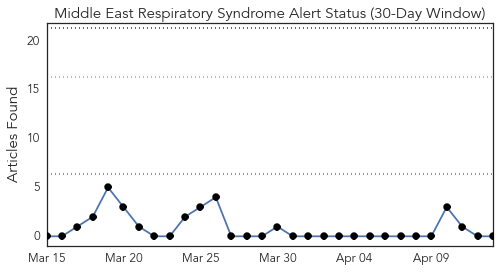 Middle East Respiratory Syndrome Alert Status (30-Day Window)
Articles Found
20
15
10
5
0
Mar 15 Mar 20 Mar 25 Mar 30 Apr 04 Apr 09